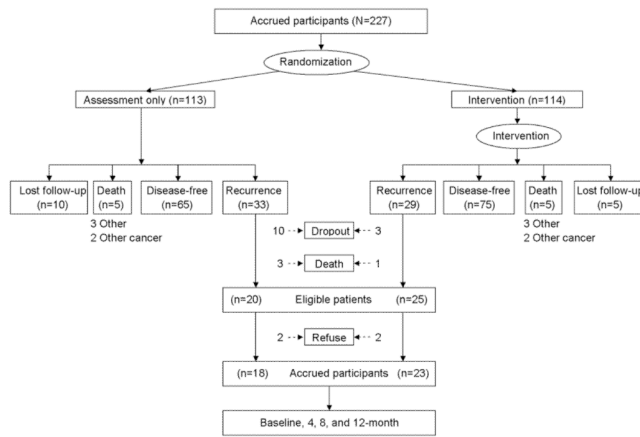 Accrued participants (N=227)
Randomization
Assessment only (n=113)
Intervention (n=114)
Intervention
Lost follow-up
(n=10)
Death
(n=5)
Disease-free
(n=65)
Recurrence
(n=33)
Recurrence
(n=29)
Disease-free
(n=75)
Death
(n=5)
Lost follow-up
(n=5)
3 Other
2 Other cancer
3 Other
2 Other cancer
10 Dropout 3
3 Death 1
(n=20) Eligible patients (n=25)
2 Refuse 2
(n=18) Accrued participants (n=23)
Baseline, 4, 8, and 12-month